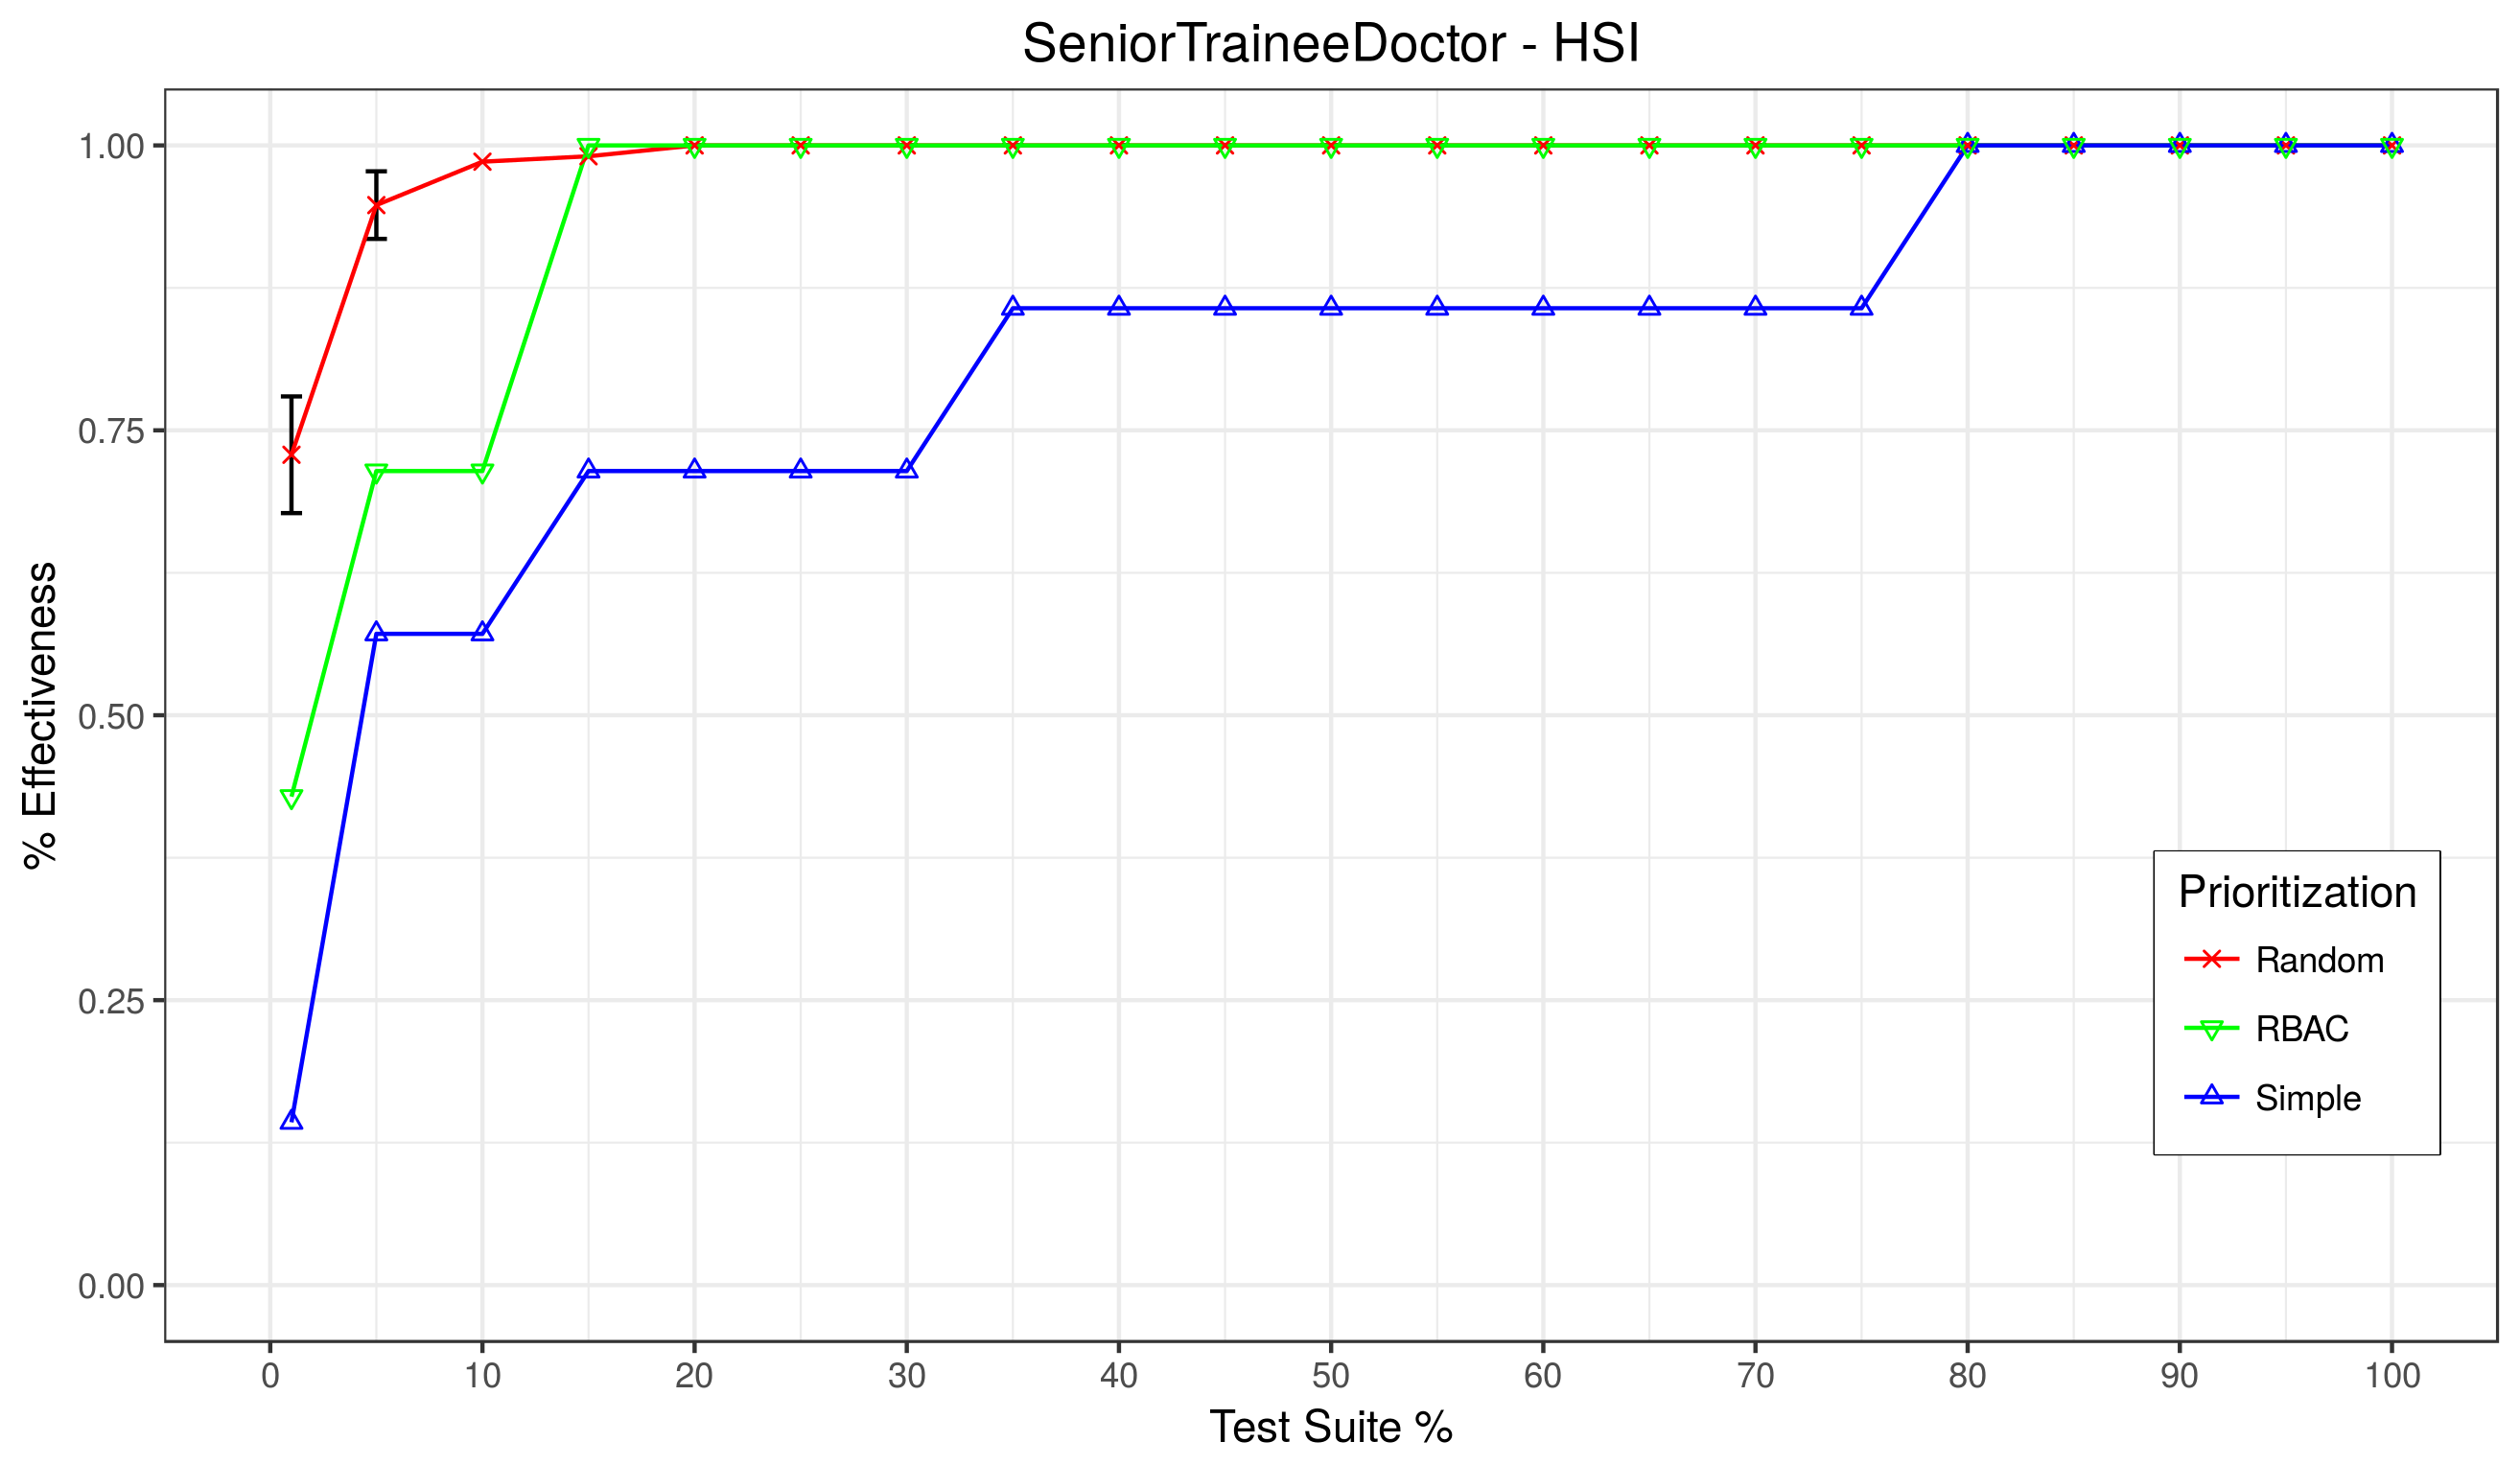 SeniorTraineeDoctor - HSI
% Effectiveness
1.00
0.75
0.50
0.25
0.00
0 10 20 30 40 50 60 70 80 90 100
Test Suite %
Prioritization
Random
RBAC
Simple